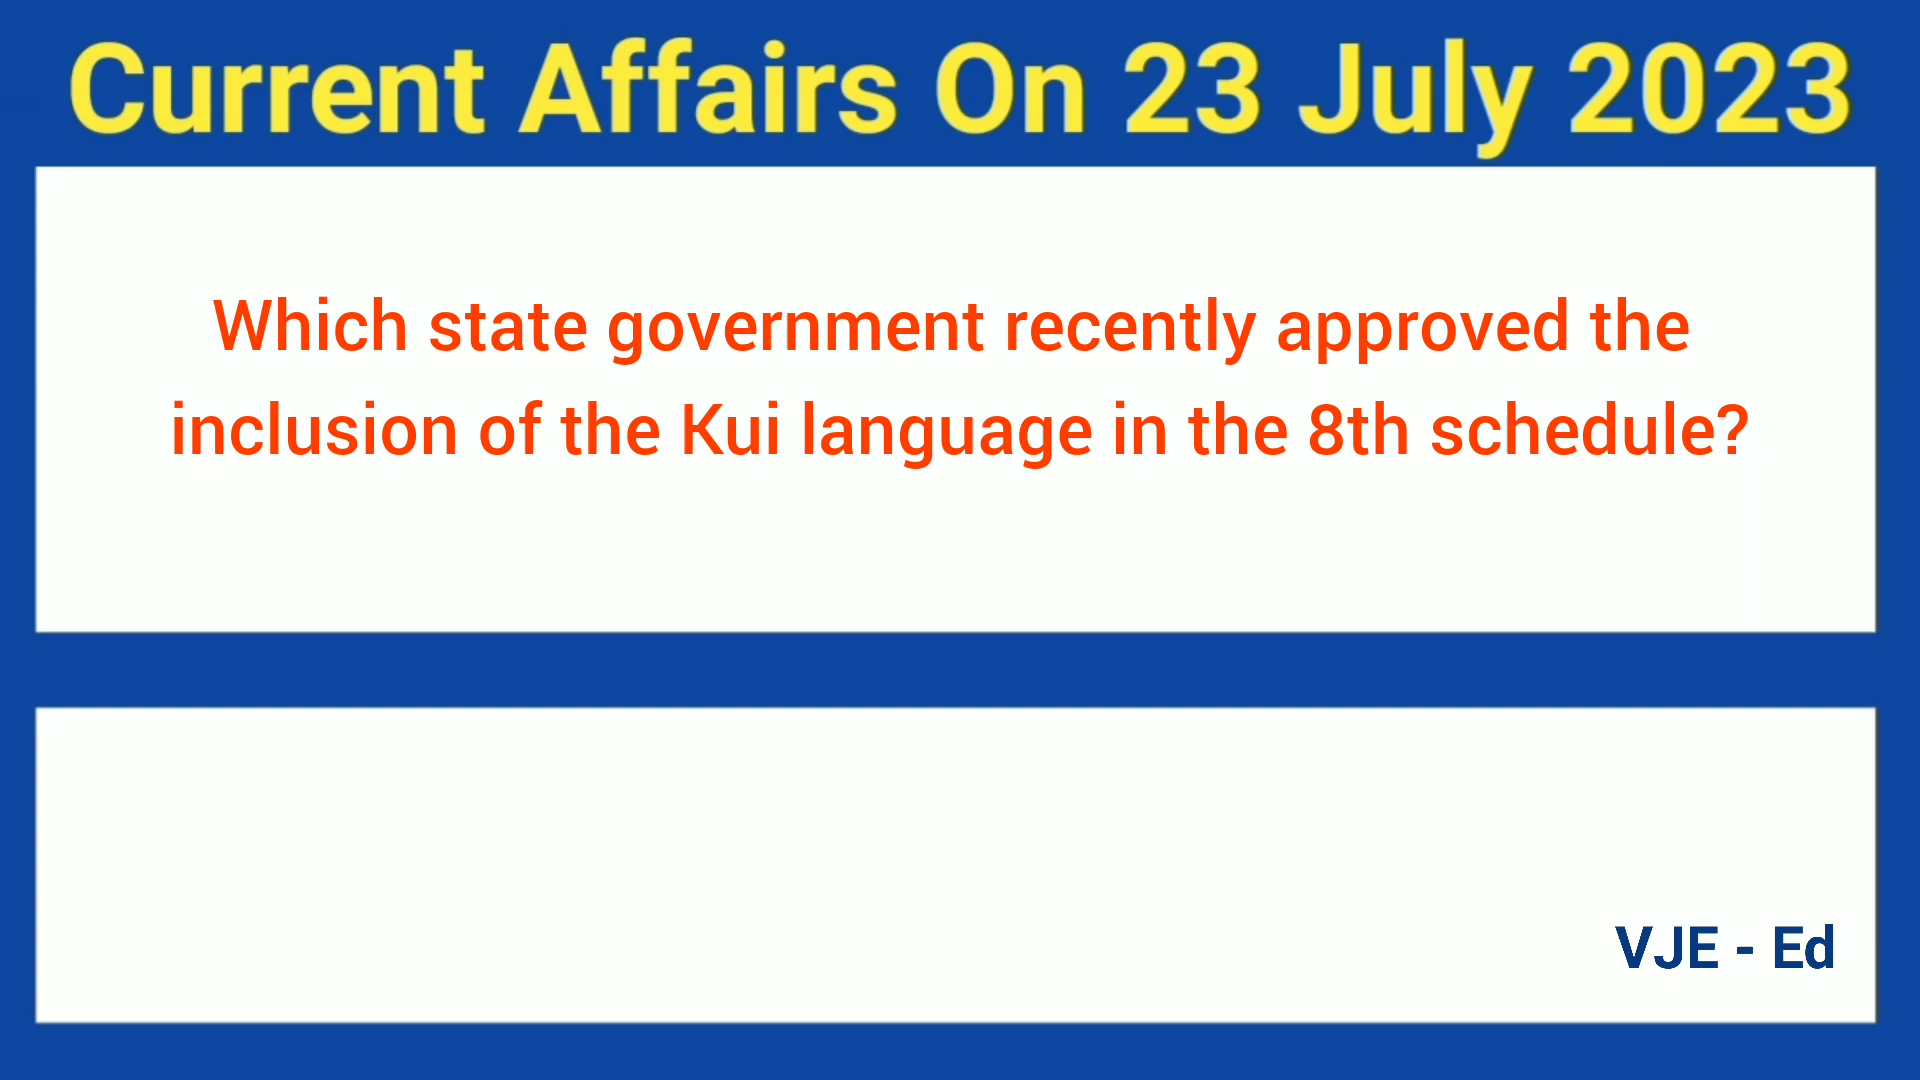 Current Affairs On 23 July 2023
Which state government recently approved the
inclusion of the Kui language in the 8th schedule?
VJE - Ed